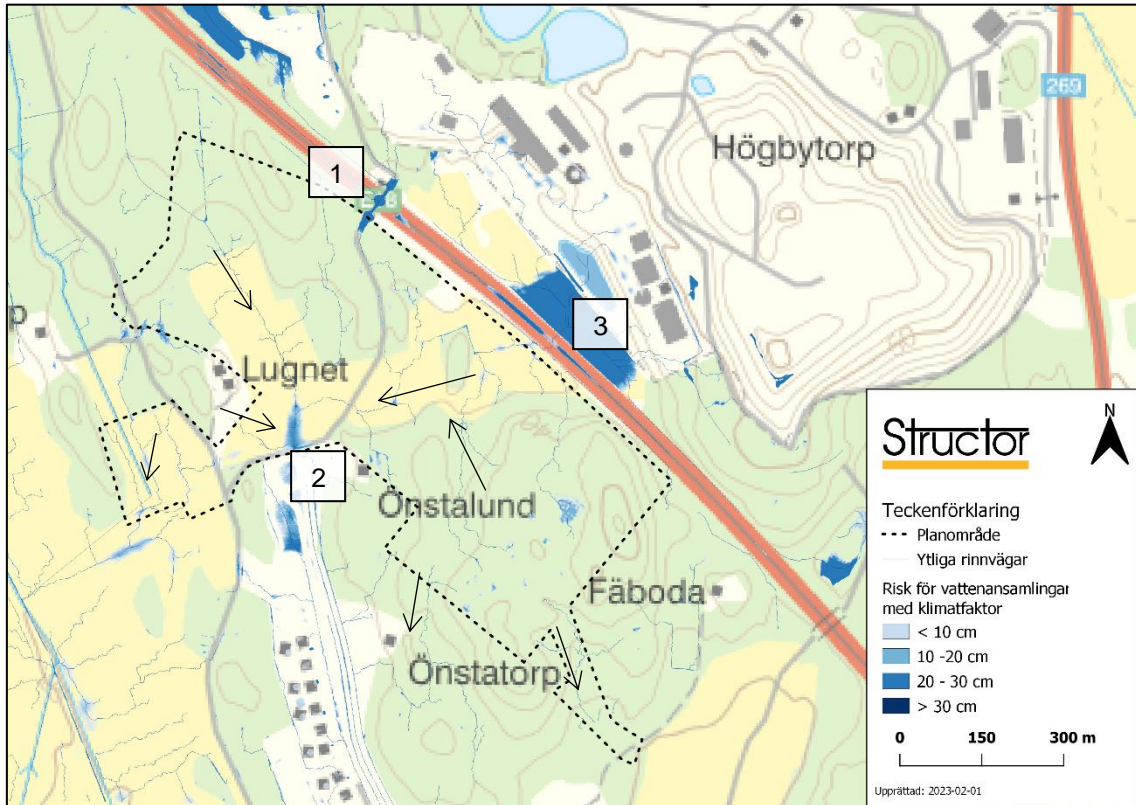 1
269
Högbytorp
3
p
Lugnet
2
Önstalund
Fäboda
Önstatorp
Structor
N
Teckenförklaring
Planområde
Ytliga rinnvägar
Risk för vattenansamlingar
med klimatfaktor
< 10 cm
10 -20 cm
20 - 30 cm
> 30 cm
0 150 300 m
Upprättad: 2023-02-01